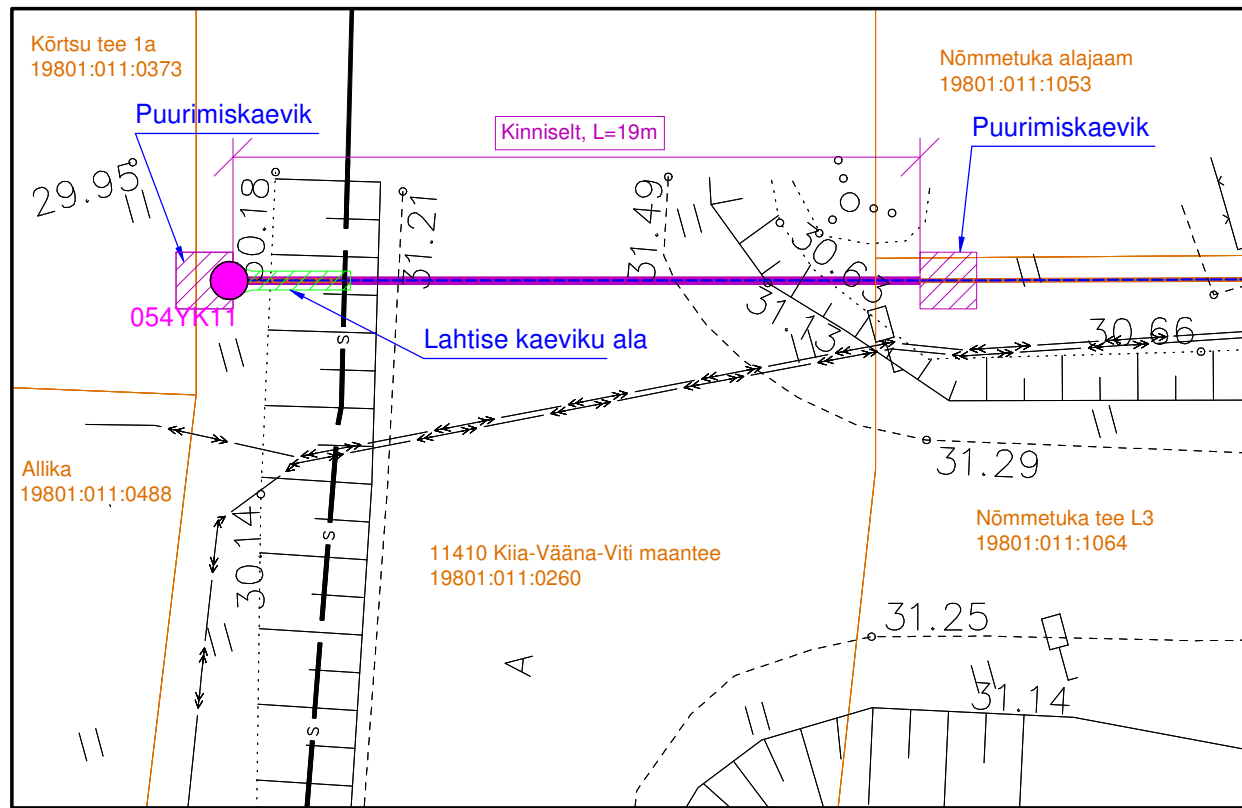 Kõrtsu tee 1a
19801:011:0373
Nõmmetuka alajaam
19801:011:1053
Puurimiskaevik
Kinniselt, L=19m
Puurimiskaevik
29.95
30.18
31.21
31.49
30.63
31.13
054YK11
Lahtise kaeviku ala
30.66
s
Allika
19801:011:0488
31.29
30.14
s
11410 Kiia-Vääna-Viti maantee
19801:011:0260
Nõmmetuka tee L3
19801:011:1064
31.25
A
31.14
s